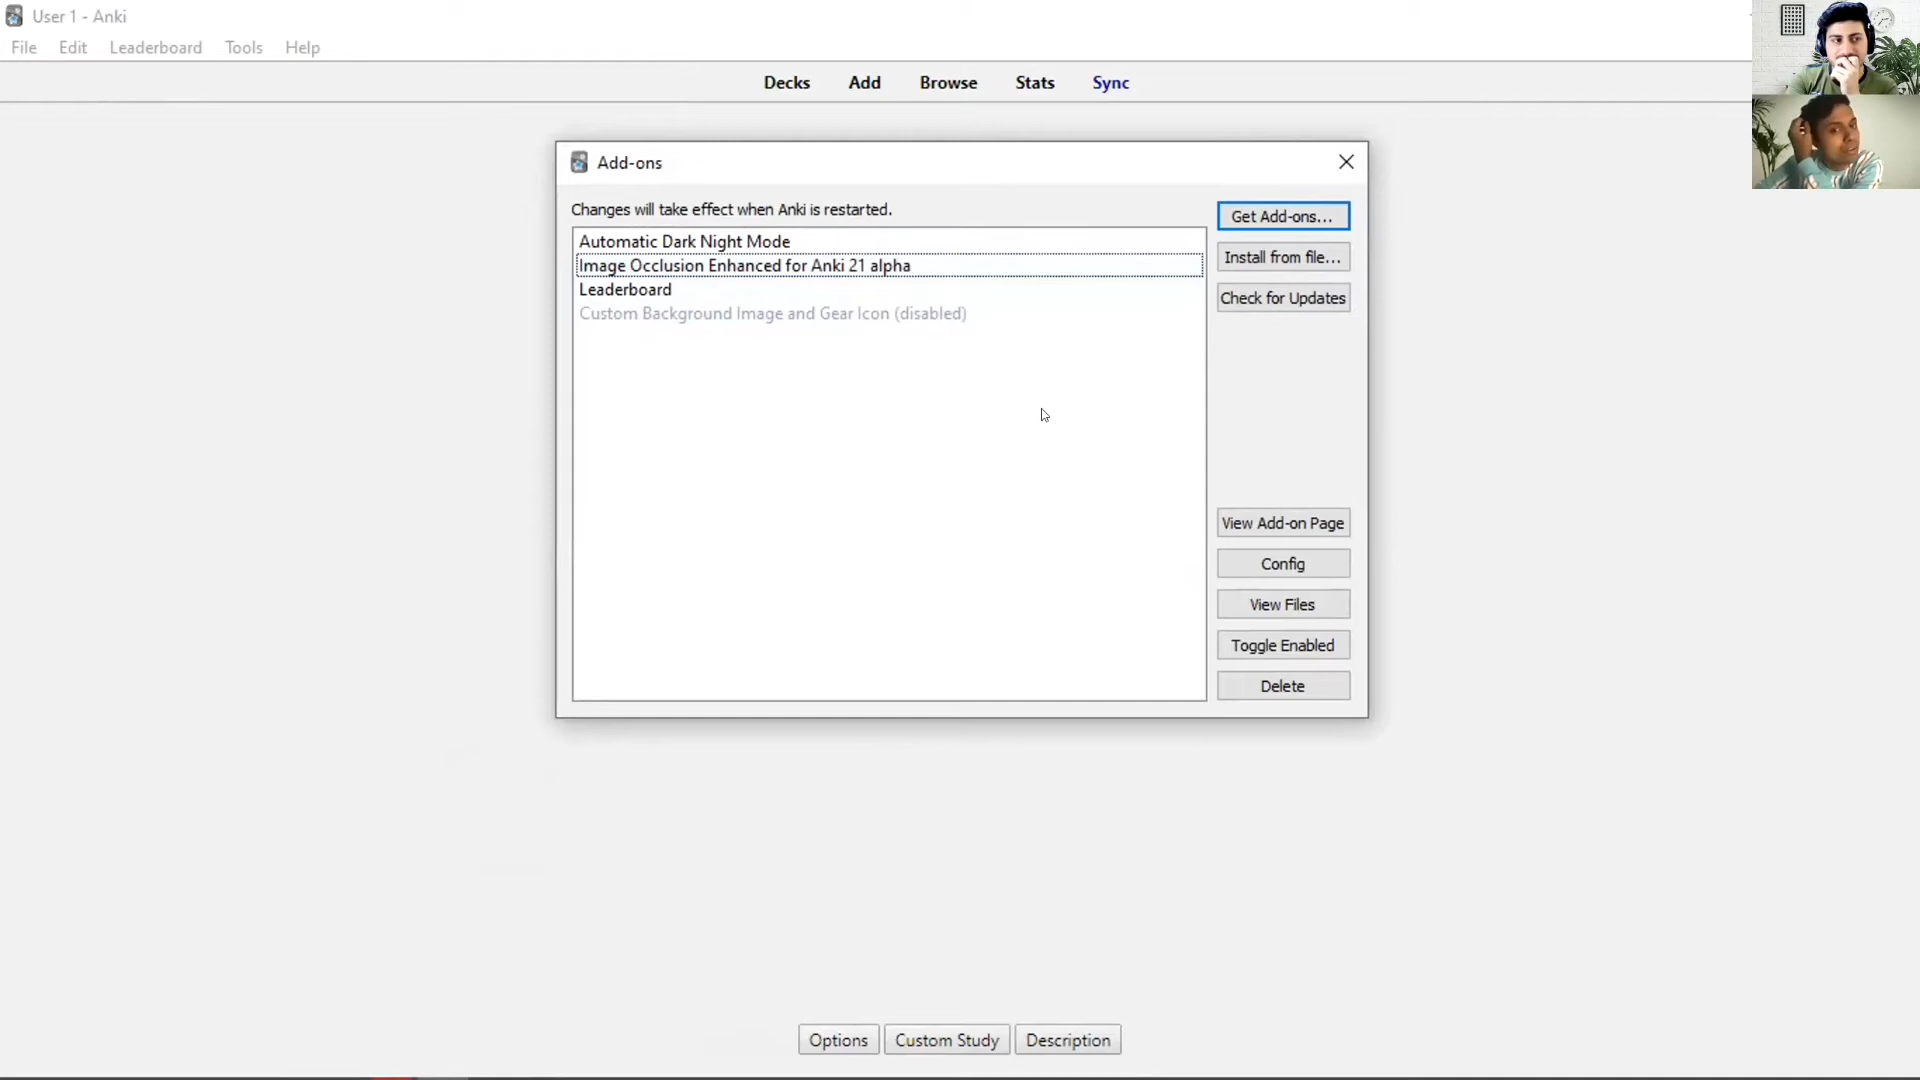 User 1 - Anki
File Edit Leaderboard Tools Help
Decks Add Browse Stats Sync
Add-ons
Changes will take effect when Anki is restarted.
Get Add-ons...
Automatic Dark Night Mode
Image Occlusion Enhanced for Anki 21 alpha
Install from file...
Leaderboard
Check for Updates
Custom Background Image and Gear Icon (disabled)
View Add-on Page
Config
View Files
Toggle Enabled
Delete
Options Custom Study Description